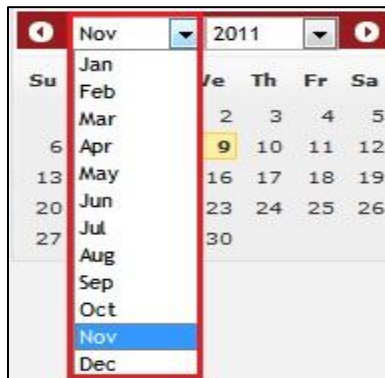 Nov 2011
Su We Th Fr Sa
2 3 4 5
6 9 10 11 12
13 16 17 18 19
20 23 24 25 26
27 30
Jan
Feb
Mar
Apr
May
Jun
Jul
Aug
Sep
Oct
Nov
Dec